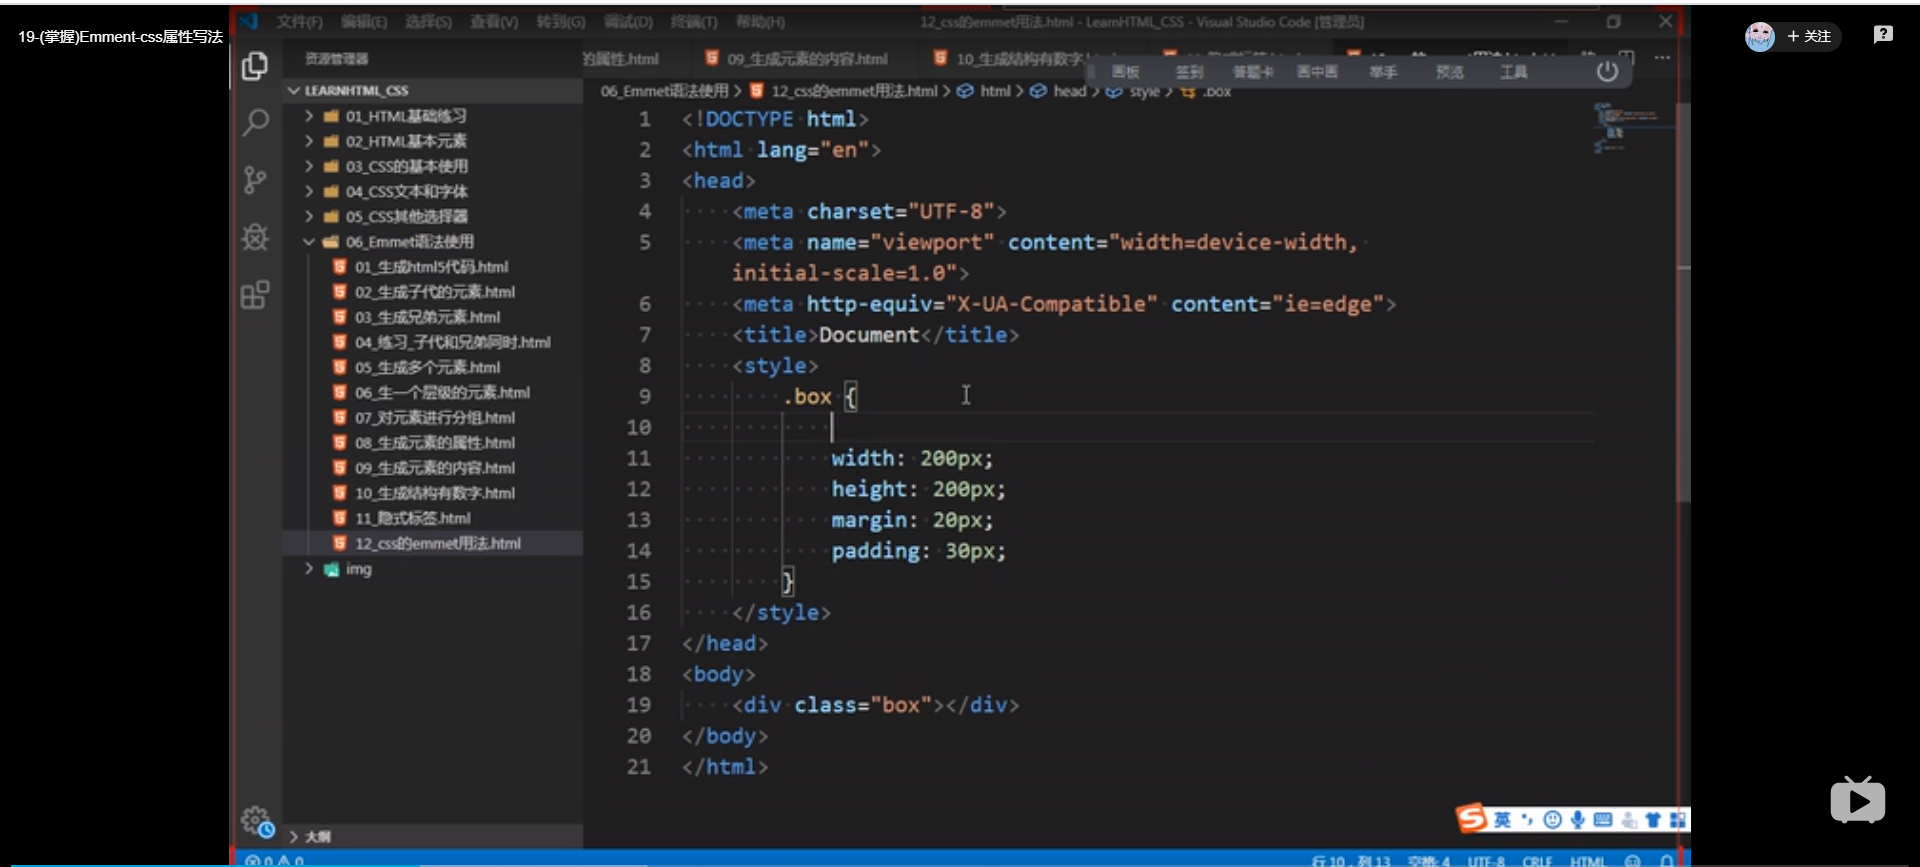 19-(掌握)Emment-css属性写法
文件(F) 编辑(E) 选择(S) 查看(V) 转到(G) 调试(D) 终端(T) 帮助(H)
12_css的emmet用法.html - LearnHTML_CSS - Visual Studio Code [管理员]
+ 关注
资源管理器
的属性.html
09_生成元素的内容.html
10_生成结构有数字.
画板 签到 答题卡 画中画 举手 预览 工具
06_Emmet语法使用 > 12_css的emmet用法.html > html > head > style > .box
LEARNHTML_CSS
01_HTML基础练习
02_HTML基本元素
03_CSS的基本使用
04_CSS文本和字体
05_CSS其他选择器
06_Emmet语法使用
01_生成html5代码.html
02_生成子代的元素.html
03_生成兄弟元素.html
04_练习_子代和兄弟同时.html
05_生成多个元素.html
06_生一个层级的元素.html
07_对元素进行分组.html
08_生成元素的属性.html
09_生成元素的内容.html
10_生成结构有数字.html
11_隐式标签.html
12_css的emmet用法.html
img
大纲
1 <!DOCTYPE html>
2 <html lang="en">
3 <head>
4 <meta charset="UTF-8">
5 <meta name="viewport" content="width=device-width,
initial-scale=1.0">
6 <meta http-equiv="X-UA-Compatible" content="ie=edge">
7 <title>Document</title>
8 <style>
9 .box {
10
11 width: 200px;
12 height: 200px;
13 margin: 20px;
14 padding: 30px;
15 }
16 </style>
17 </head>
18 <body>
19 <div class="box"></div>
20 </body>
21 </html>
英
0 0
行 10，列 13 空格: 4 UTF-8 CRLF HTML